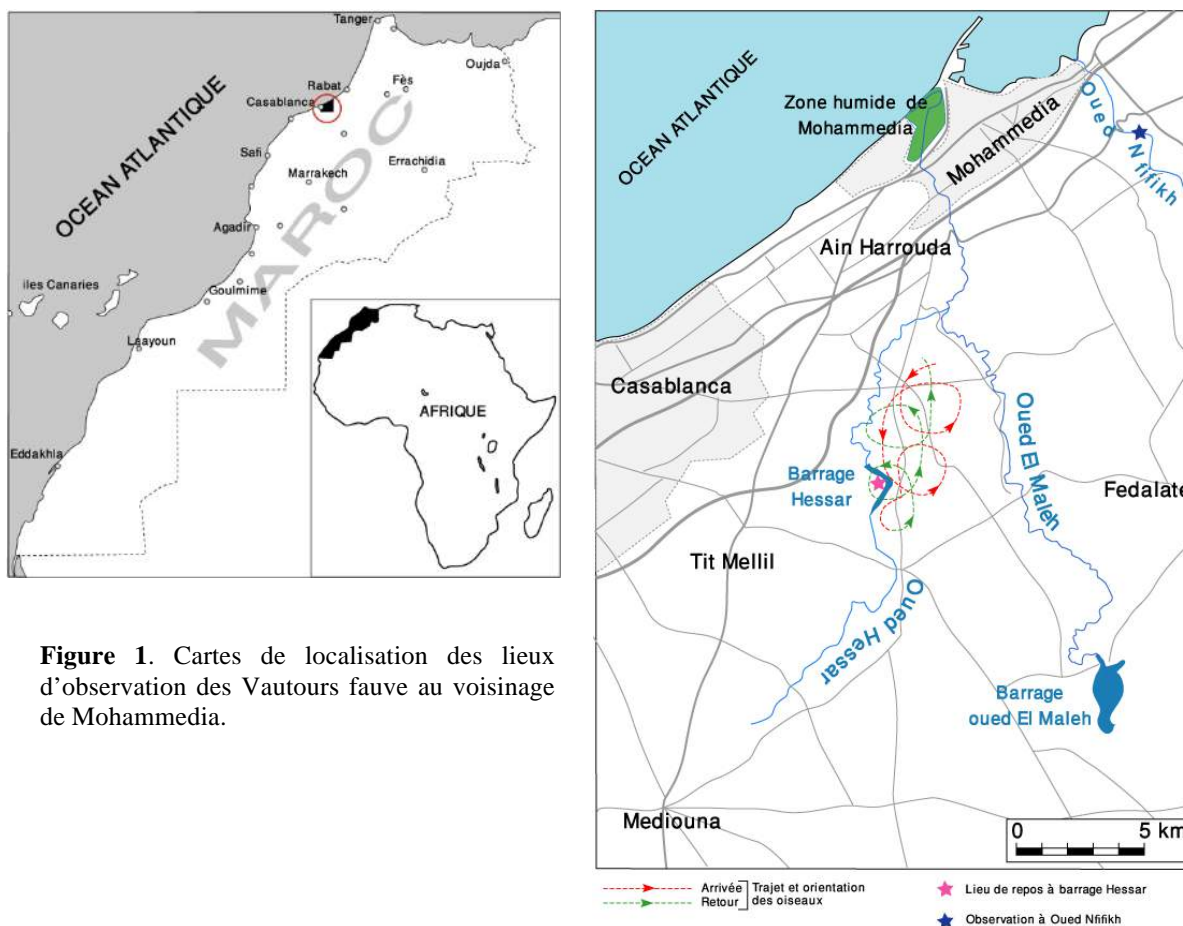 Tanger
Oujda
Rabat
Fès
Casablanca
OCEAN ATLANTIQUE
MAROC
Safi
Errachidia
Marrakech
Agadir
iles Canaries
Goulmime
Laayoun
AFRIQUE
Eddakhla
Figure 1. Cartes de localisation des lieux
d’observation des Vautours fauve au voisinage
de Mohammedia.
OCEAN ATLANTIQUE
Zone humide de
Mohammedia
Mohammedia
Oued Nfifikh
Ain Harrouda
Casablanca
Oued El Maleh
Barrage
Hessar
Fedalate
Tit Mellil
Oued Hessar
Barrage
oued El Maleh
Mediouna
0 5 km
Arrivée
Retour
Trajet et orientation
des oiseaux
Lieu de repos à barrage Hessar
Observation à Oued Nfifikh